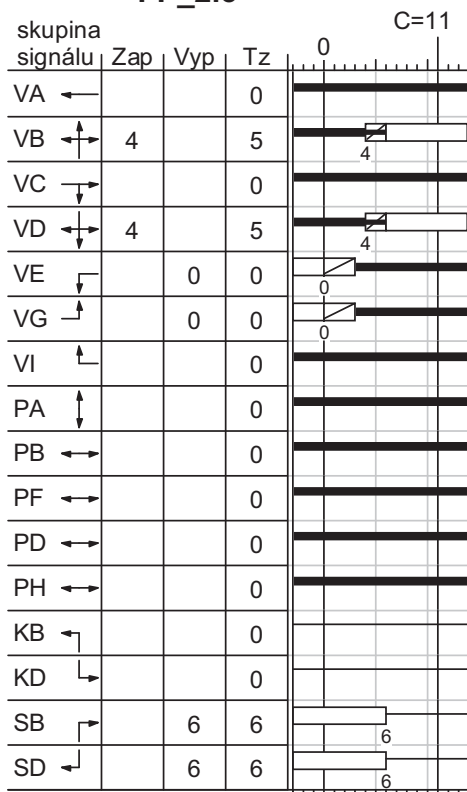 C=11
skupina
signálu Zap Vyp Tz 0
VA 0
VB 4 5 4
VC 0
VD 4 5 4
VE 0 0 0
VG 0 0 0
VI 0
PA 0
PB 0
PF 0
PD 0
PH 0
KB 0
KD 0
SB 6 6 6
SD 6 6 6